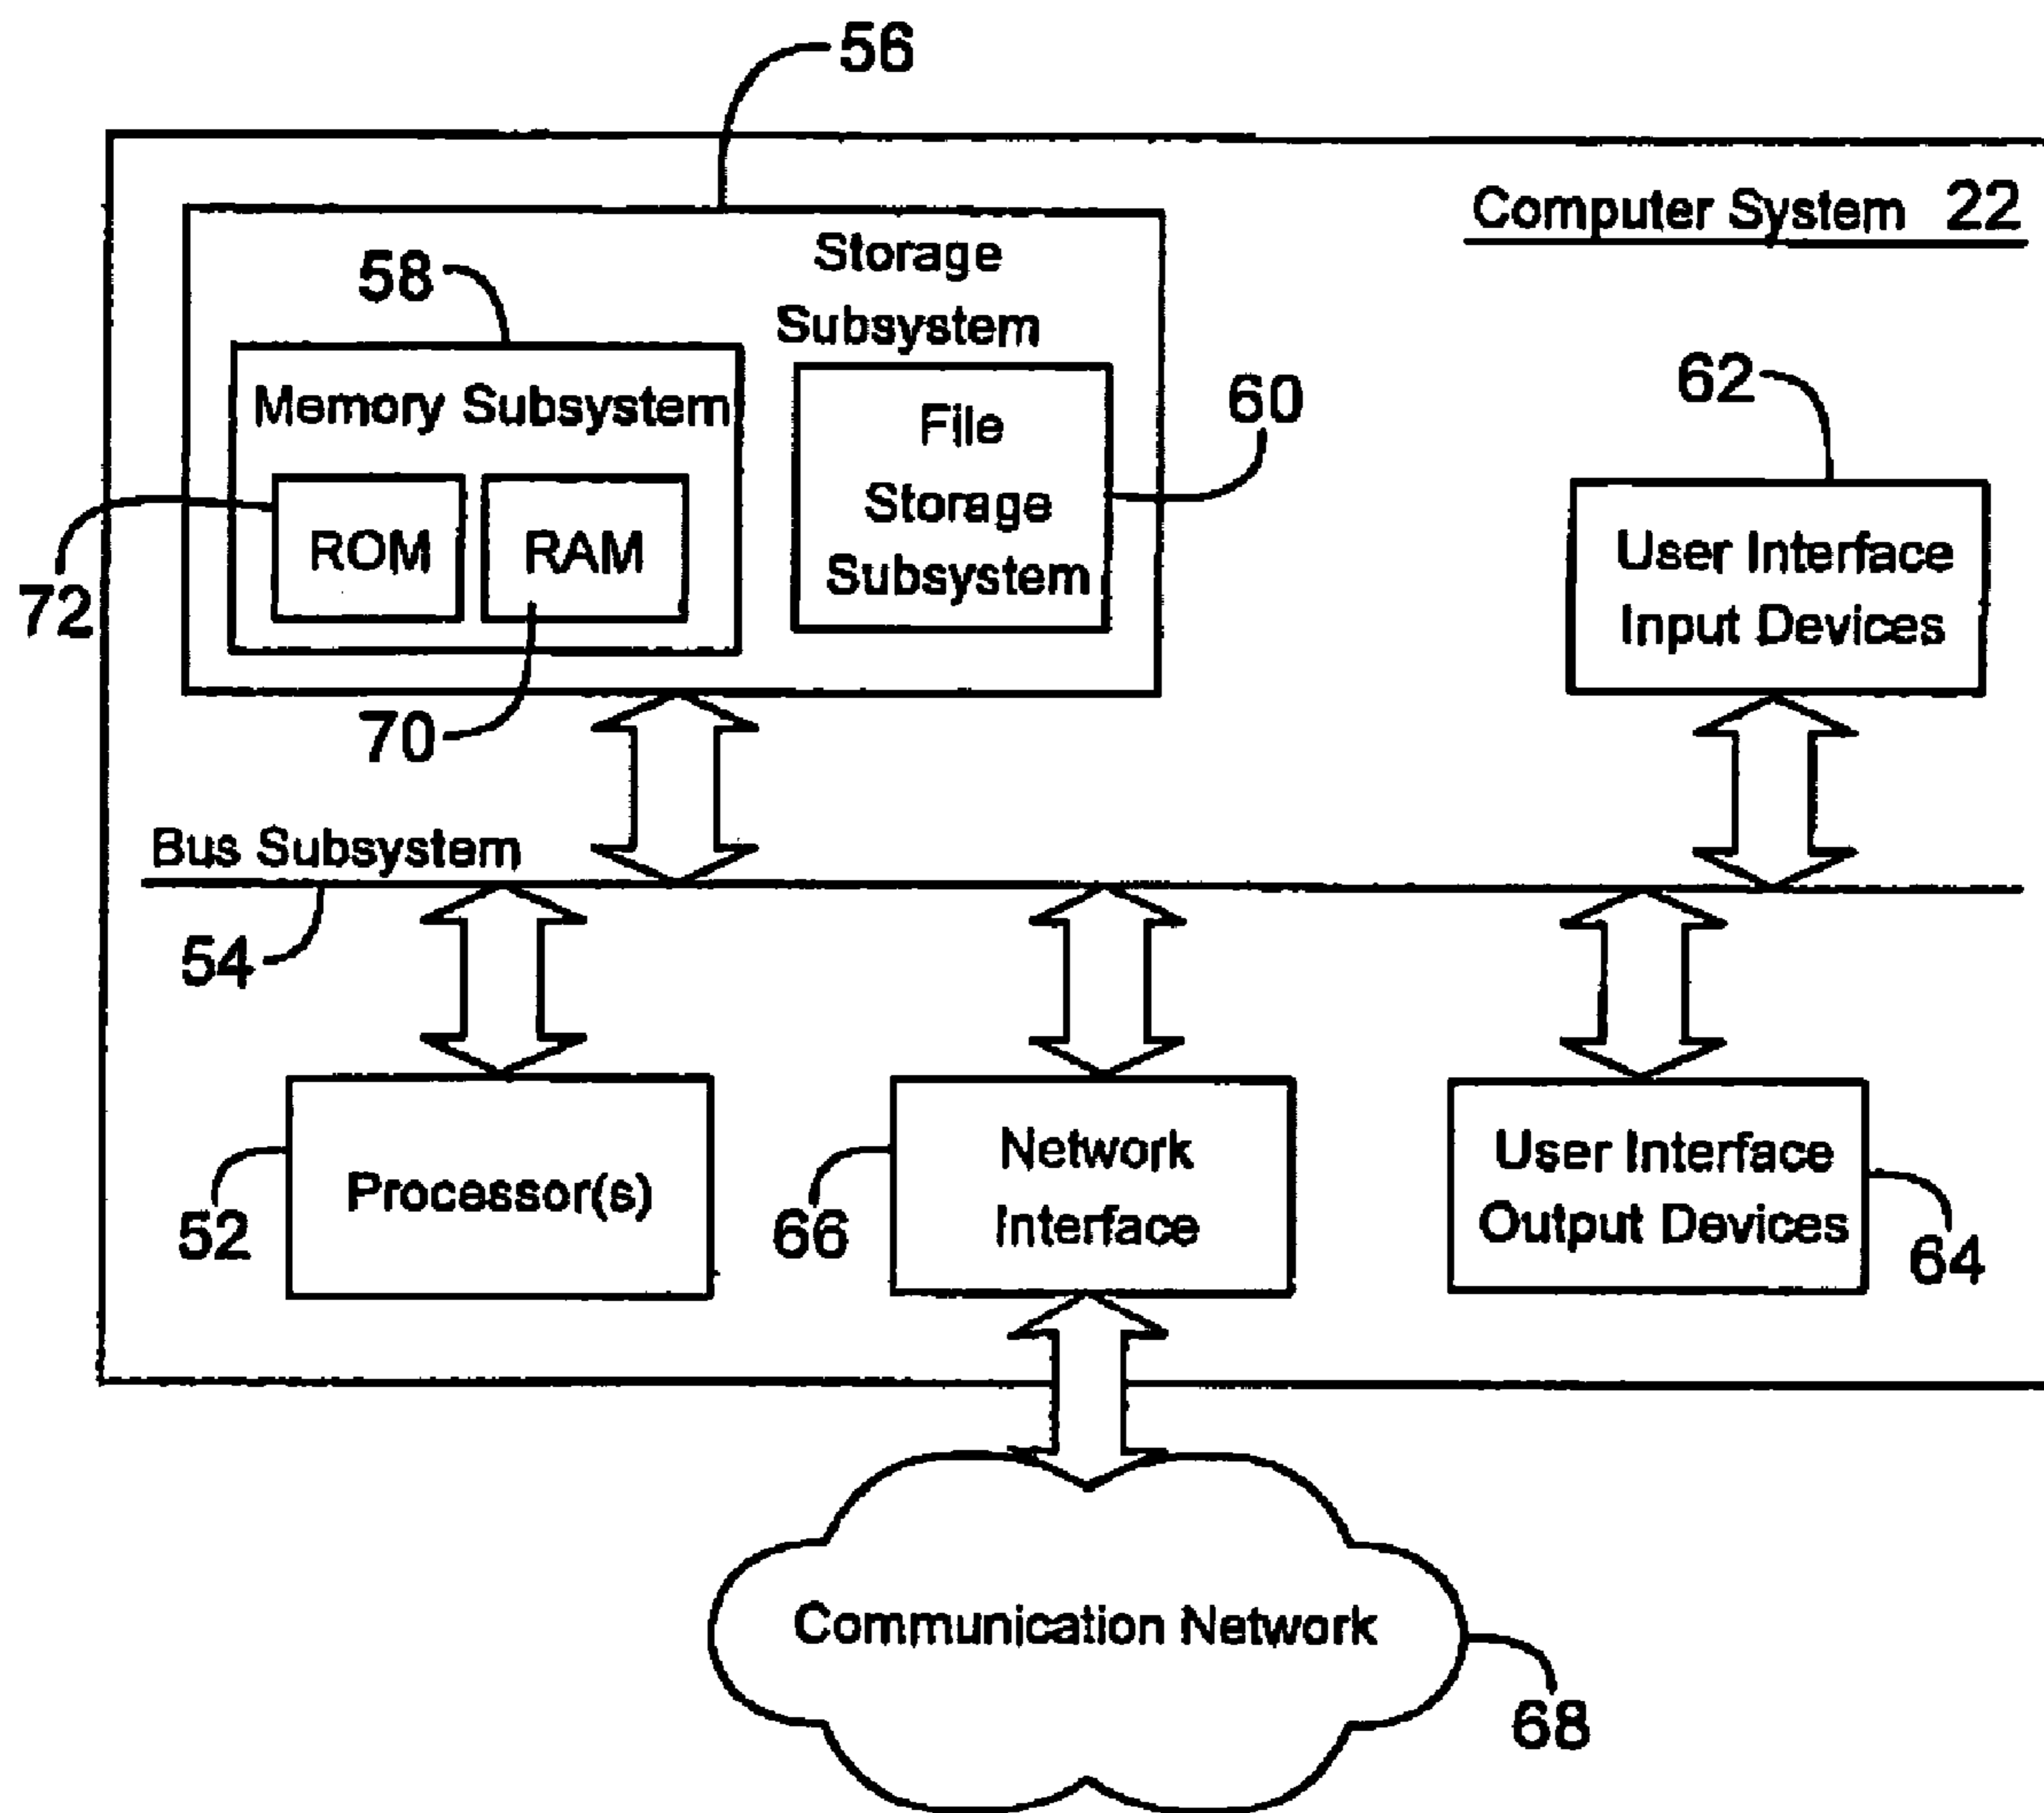 56
Computer System 22
Storage
Subsystem
58
Memory Subsystem
File
Storage
Subsystem
60
62
ROM
RAM
72
User Interface
Input Devices
70
Bus Subsystem
54
Processor(s)
52
Network
Interface
66
User Interface
Output Devices
64
Communication Network
68